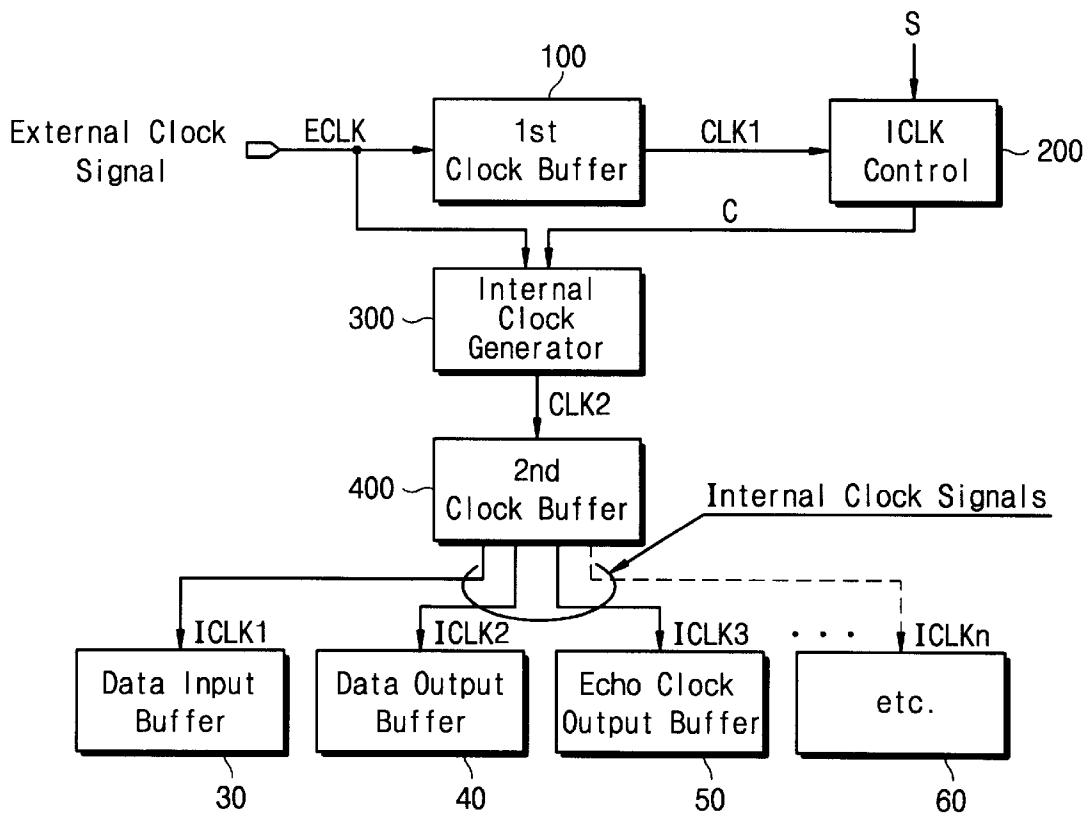 S
100
External Clock
Signal
ECLK
1st
Clock Buffer
CLK1
ICLK
Control
200
C
300
Internal
Clock
Generator
CLK2
400
2nd
Clock Buffer
Internal Clock Signals
ICLK1
ICLK2
ICLK3
. . .
ICLKn
Data Input
Buffer
Data Output
Buffer
Echo Clock
Output Buffer
etc.
30
40
50
60